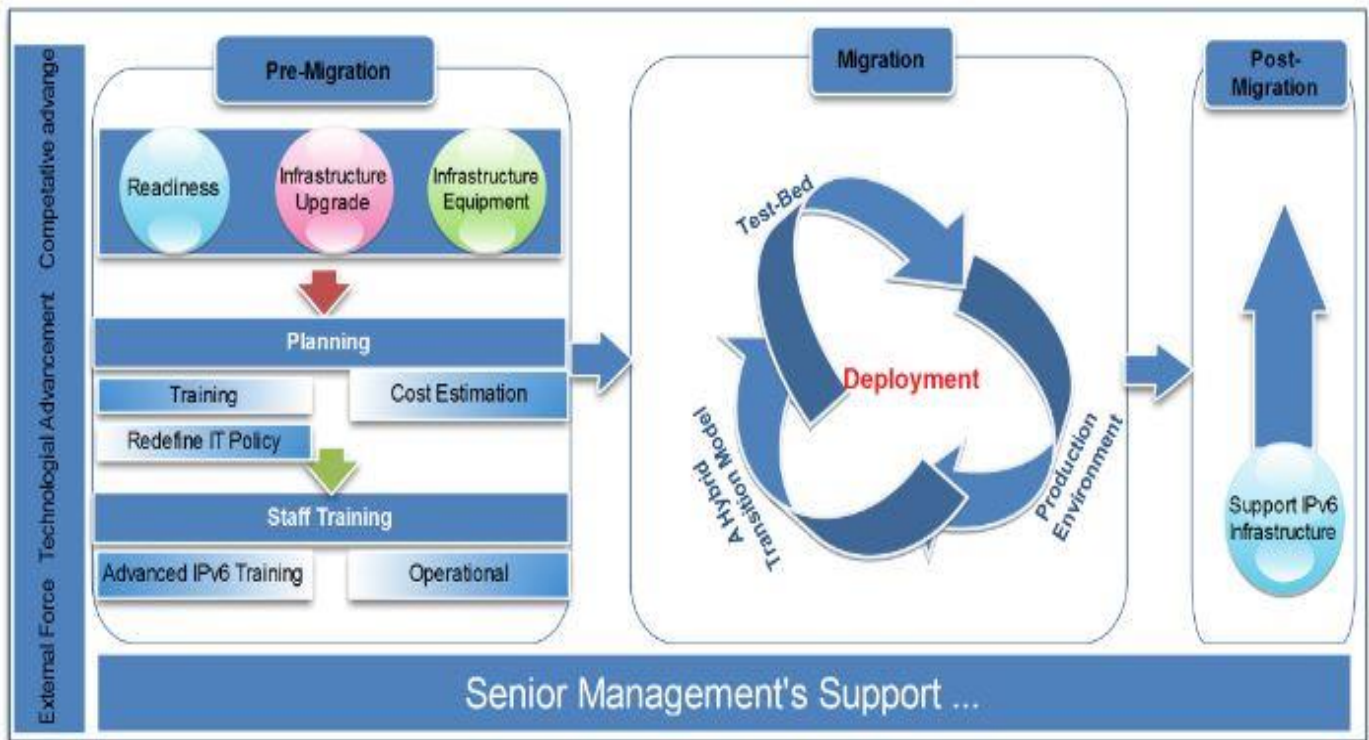 Competative advange
Technologial Advancement
External Force
Pre-Migration
Readiness
Infrastructure
Upgrade
Infrastructure
Equipment
Planning
Training
Cost Estimation
Redefine IT Policy
Staff Training
Advanced IPv6 Training
Operational
Migration
Test-Bed
Deployment
Production
Environment
A Hybrid
Transition Model
Post-
Migration
Support IPv6
Infrastructure
Senior Management's Support ...